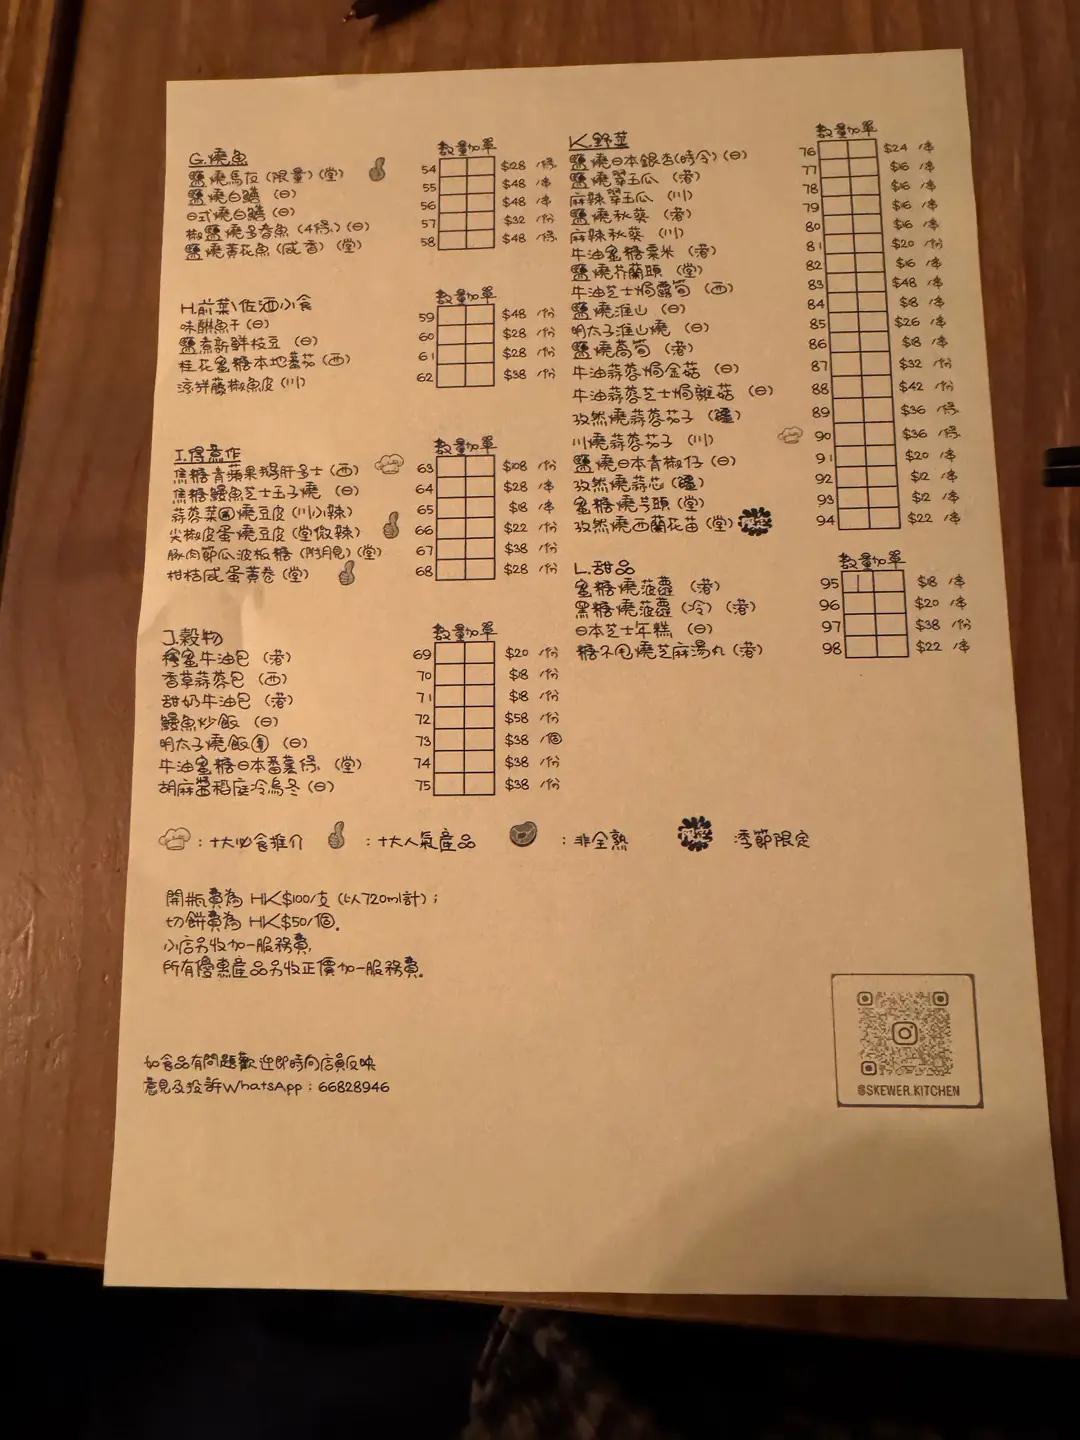 G.燒魚 數量加單
鹽燒馬友(限量)(堂) 54 $28 /條
鹽燒白鱔(日) 55 $48 /串
日式燒白鱔(日) 56 $48 /串
椒鹽燒多春魚(4條)(日) 57 $32 /份
鹽燒黃花魚(咸香)(堂) 58 $48 /條
H.前菜\佐酒小食 數量加單
味醂魚干(日) 59 $48 /份
鹽煮新鮮枝豆(日) 60 $28 /份
桂花蜜糖本地蕃茄(西) 61 $28 /份
涼拌藤椒魚皮(川) 62 $38 /份
I.得意作 數量加單
焦糖青蘋果鵝肝多士(西) 63 $108 /份
焦糖鰻魚芝士玉子燒(日) 64 $28 /串
蒜蓉菜圃燒豆皮(川小辣) 65 $18 /串
尖椒皮蛋燒豆皮(堂微辣) 66 $22 /份
豚肉節瓜波板糖(附月見)(堂) 67 $38 /份
柑桔咸蛋黃卷(堂) 68 $28 /份
J.穀物 數量加單
蜜牛油包(港) 69 $20 /份
香草蒜蓉包(西) 70 $18 /份
甜奶牛油包(港) 71 $18 /份
鰻魚炒飯(日) 72 $58 /份
明太子燒飯團(日) 73 $38 /個
牛油蜜糖日本番薯條(堂) 74 $38 /份
胡麻醬稻庭冷烏冬(日) 75 $38 /份
K.野菜 數量加單
鹽燒日本銀杏(時令)(日) 76 $24 /串
鹽燒翠玉瓜(港) 77 $16 /串
麻辣翠玉瓜(川) 78 $16 /串
鹽燒秋葵(港) 79 $16 /串
麻辣秋葵(川) 80 $16 /串
牛油蜜糖粟米(港) 81 $20 /份
鹽燒芥蘭頭(堂) 82 $16 /串
牛油芝士焗露筍(西) 83 $48 /串
鹽燒淮山(日) 84 $18 /串
明太子淮山燒(日) 85 $26 /串
鹽燒萵筍(港) 86 $18 /串
牛油蒜蓉焗金菇(日) 87 $32 /份
牛油蒜蓉芝士焗雜菇(日) 88 $42 /份
孜然燒蒜蓉茄子(疆) 89 $36 /條
川燒蒜蓉茄子(川) 90 $36 /條
鹽燒日本青椒仔(日) 91 $20 /串
孜然燒蒜芯(疆) 92 $12 /串
蜜糖燒芋頭(堂) 93 $12 /串
孜然燒西蘭花苗(堂) 限定 94 $22 /串
L.甜品 數量加單
蜜糖燒菠蘿(港) 95 $18 /串
黑糖燒菠蘿(冷)(港) 96 $20 /串
日本芝士年糕(日) 97 $38 /份
糖不甩燒芝麻湯丸(港) 98 $22 /串
:十大必食推介 :十大人氣產品 :非全熟 限定 季節限定
開瓶費為 HK$100/支(以720ml計);
切餅費為 HK$50/個。
小店另收加一服務費,
所有優惠產品另收正價加一服務費。
如食品有問題歡迎即時向店員反映
意見及投訴WhatsApp:66828946
@SKEWER.KITCHEN